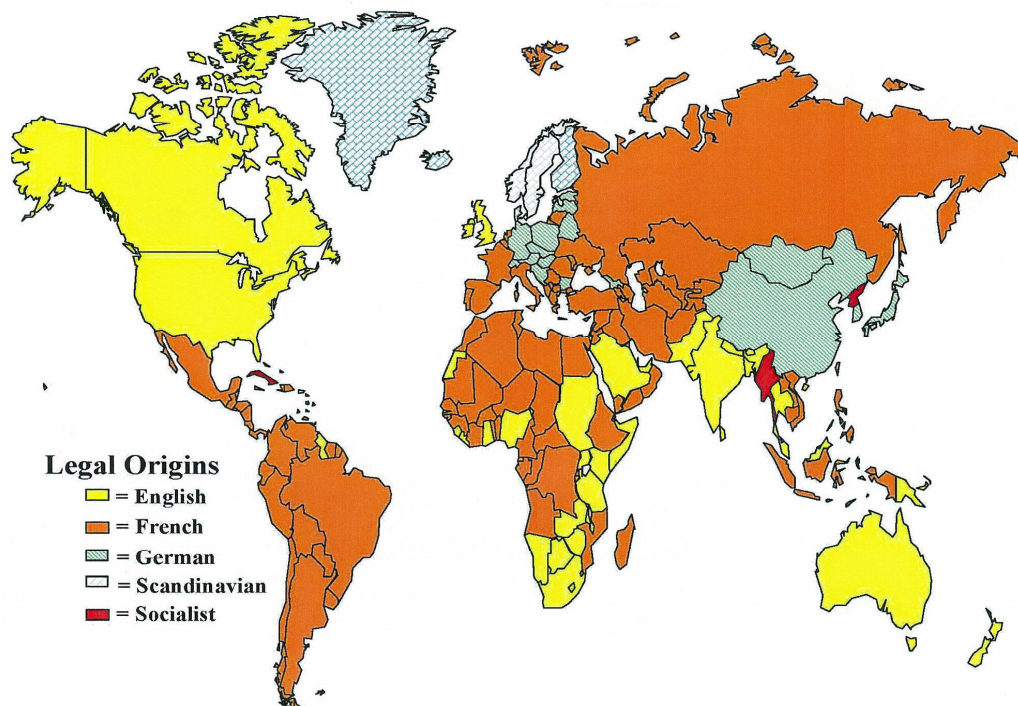 Legal Origins
= English
= French
= German
= Scandinavian
= Socialist